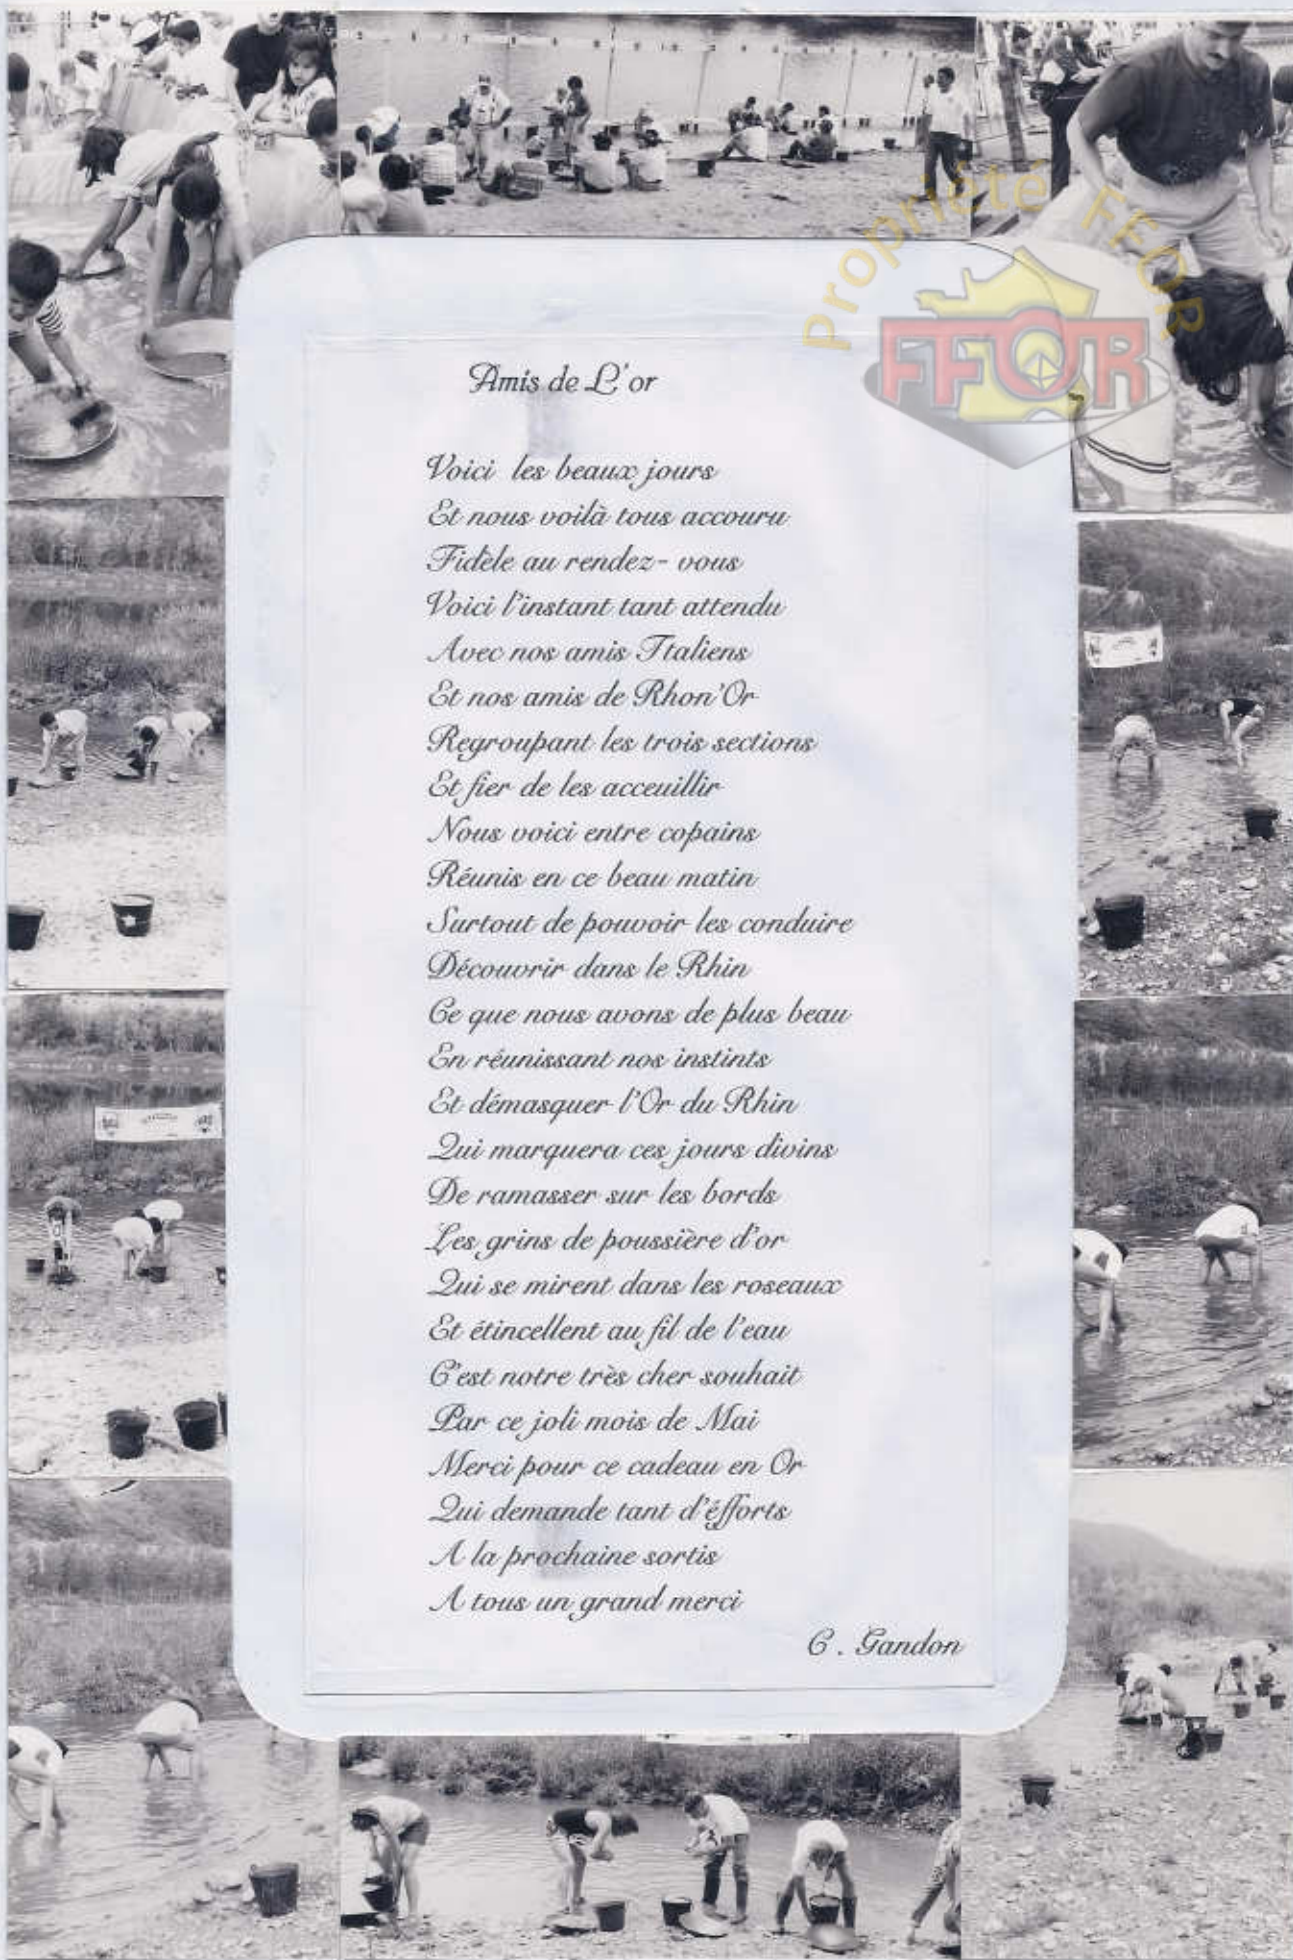 Propriété FFOR
FFOR
Amis de L'or
Voici les beaux jours
Et nous voilà tous accouru
Fidèle au rendez-vous
Voici l'instant tant attendu
Avec nos amis Italiens
Et nos amis de Rhon'Or
Regroupant les trois sections
Et fier de les acceuillir
Nous voici entre copains
Réunis en ce beau matin
Surtout de pouvoir les conduire
Découvrir dans le Rhin
Ce que nous avons de plus beau
En réunissant nos instints
Et démasquer l'Or du Rhin
Qui marquera ces jours divins
De ramasser sur les bords
Les grins de poussière d'or
Qui se mirent dans les roseaux
Et étincellent au fil de l'eau
C'est notre très cher souhait
Par ce joli mois de Mai
Merci pour ce cadeau en Or
Qui demande tant d'éfforts
A la prochaine sortis
A tous un grand merci
C. Gandon